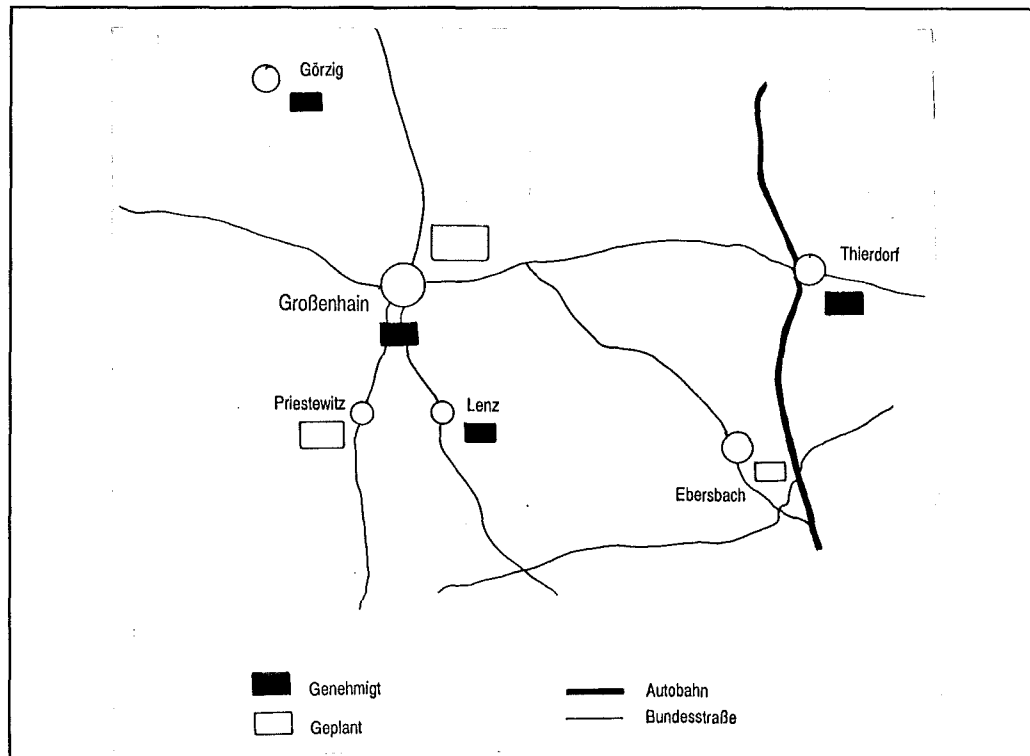 Görzig
Thierdorf
Großenhain
Priestewitz
Lenz
Ebersbach
Genehmigt
Autobahn
Geplant
Bundesstraße